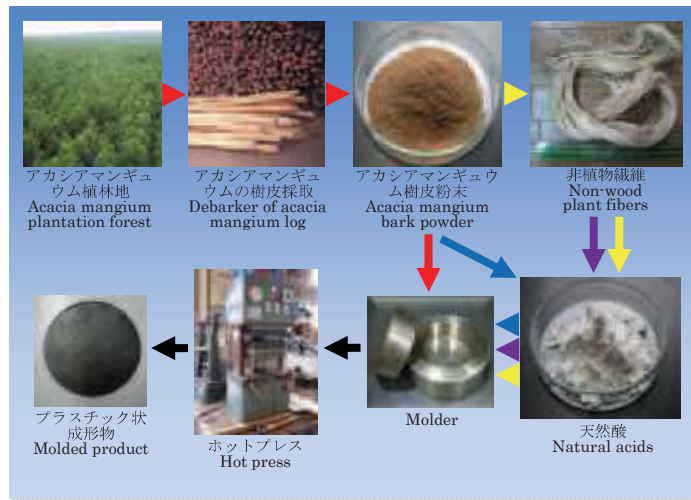 アカシアマンギュ
ウム植林地
Acacia mangium
plantation forest
アカシアマンギュ
ウムの樹皮採取
Debarker of acacia
mangium log
アカシアマンギュウ
ム樹皮粉末
Acacia mangium
bark powder
非植物繊維
Non-wood
plant fibers
プラスチック状
成形物
Molded product
ホットプレス
Hot press
Molder
天然酸
Natural acids